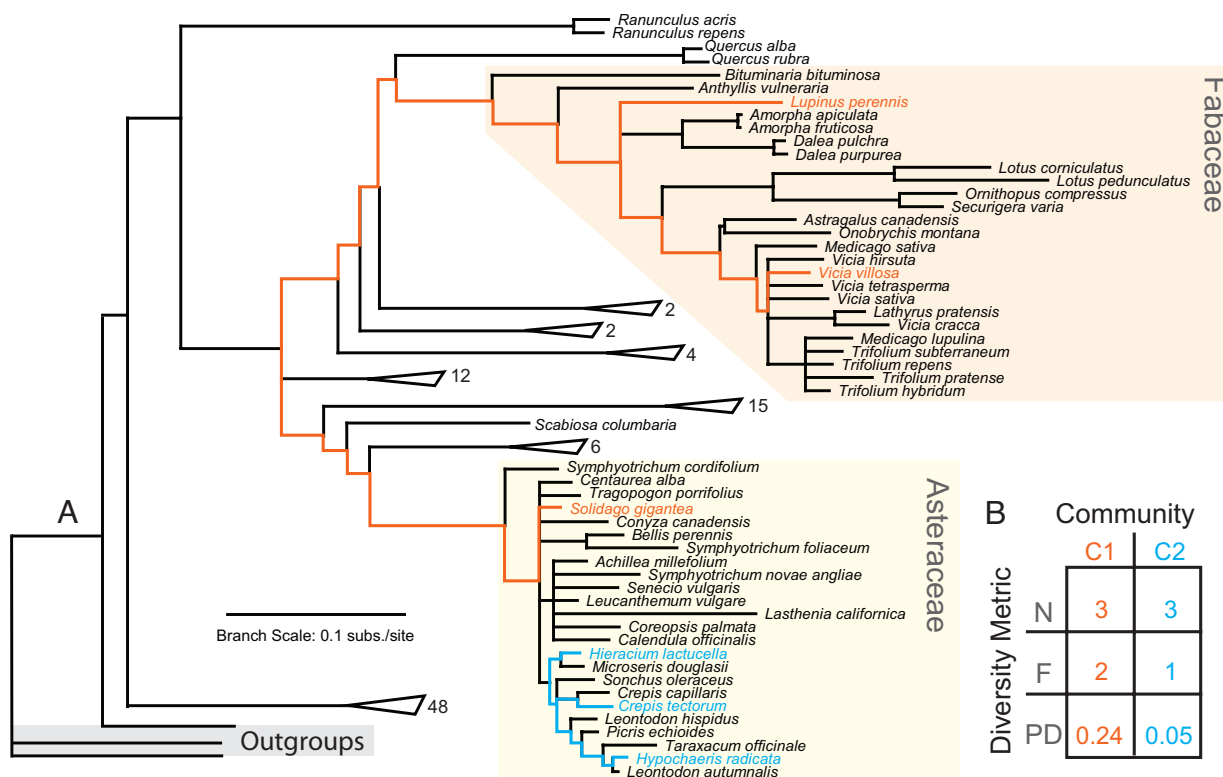 Ranunculus acris
Ranunculus repens
Quercus alba
Quercus rubra
Bituminaria bituminosa
Anthyllis vulneraria
Lupinus perennis
Amorpha apiculata
Amorpha fruticosa
Dalea pulchra
Dalea purpurea
Lotus corniculatus
Lotus pedunculatus
Ornithopus compressus
Securigera varia
Astragalus canadensis
Onobrychis montana
Medicago sativa
Vicia hirsuta
Vicia villosa
Vicia tetrasperma
Vicia sativa
Lathyrus pratensis
Vicia cracca
Medicago lupulina
Trifolium subterraneum
Trifolium repens
Trifolium pratense
Trifolium hybridum
Fabaceae
2
2
4
12
15
Scabiosa columbaria
6
Symphyotrichum cordifolium
Centaurea alba
Tragopogon porrifolius
Solidago gigantea
Conyza canadensis
Bellis perennis
Symphyotrichum foliaceum
Achillea millefolium
Symphyotrichum novae angliae
Senecio vulgaris
Leucanthemum vulgare
Lasthenia californica
Coreopsis palmata
Calendula officinalis
Hieracium lactucella
Microseris douglasii
Sonchus oleraceus
Crepis capillaris
Crepis tectorum
Leontodon hispidus
Picris echioides
Taraxacum officinale
Hypochaeris radicata
Leontodon autumnalis
Asteraceae
48
A
Branch Scale: 0.1 subs./site
Outgroups
B
Community
C1 C2
Diversity Metric
N 3 3
F 2 1
PD 0.24 0.05